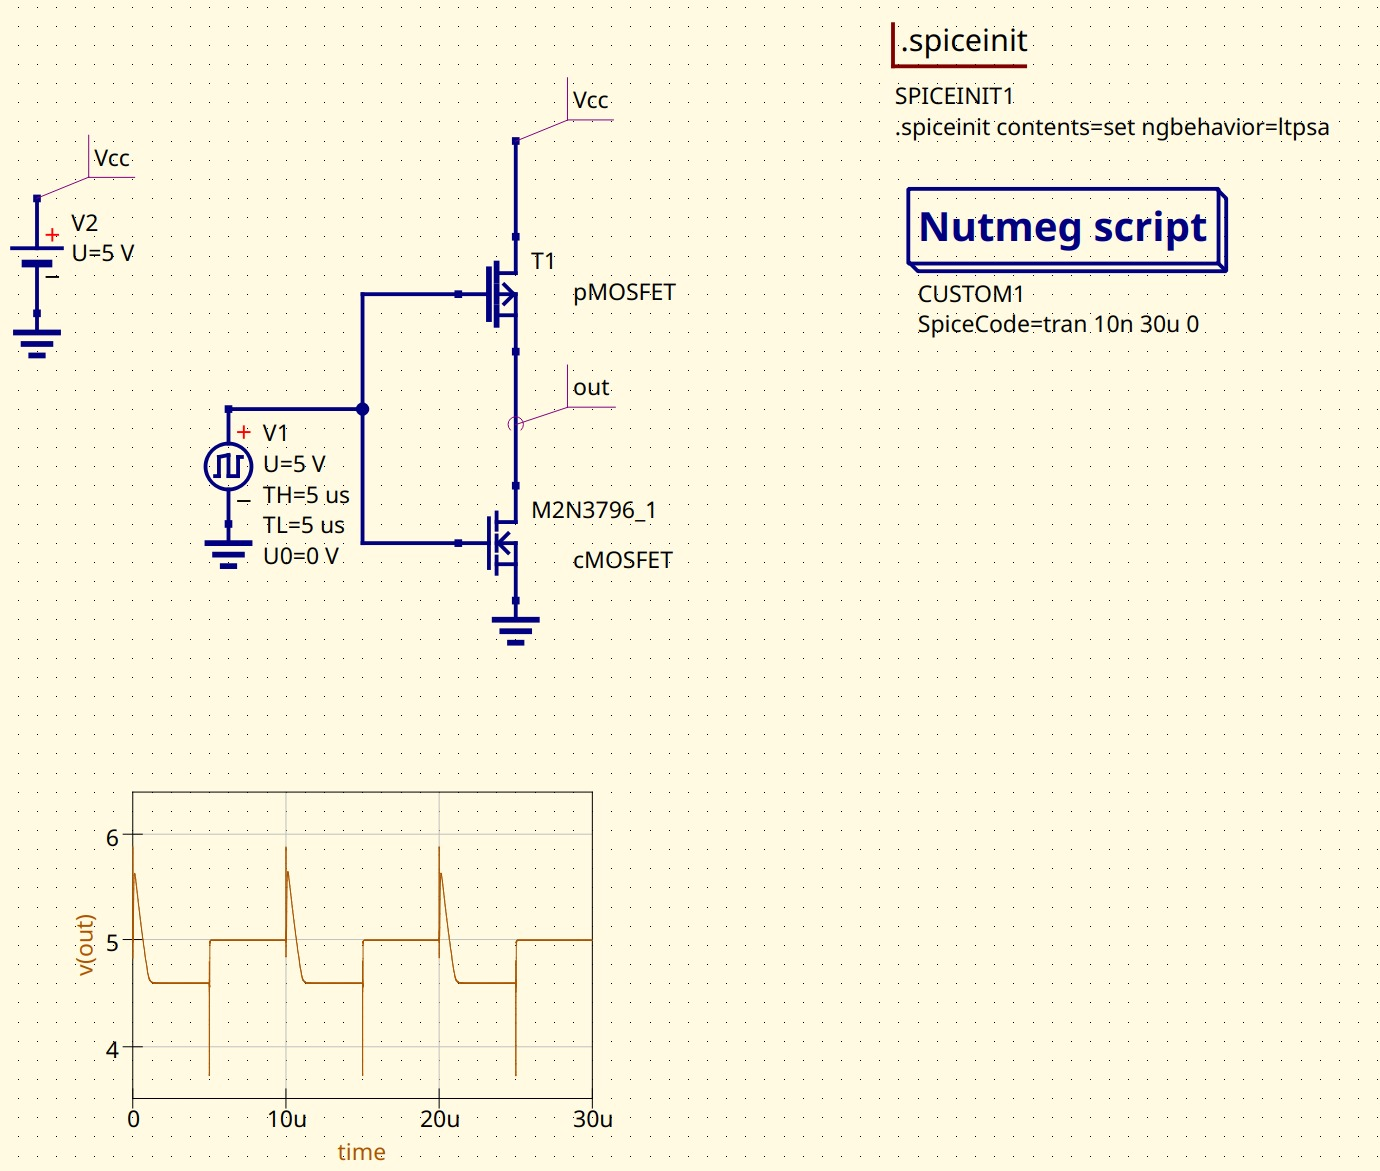 .spiceinit
SPICEINIT1
.spiceinit contents=set ngbehavior=ltpsa
Nutmeg script
CUSTOM1
SpiceCode=tran 10n 30u 0
Vcc
V2
U=5 V
Vcc
T1
pMOSFET
out
V1
U=5 V
TH=5 us
TL=5 us
U0=0 V
M2N3796_1
cMOSFET
6
5
4
v(out)
0 10u 20u 30u
time